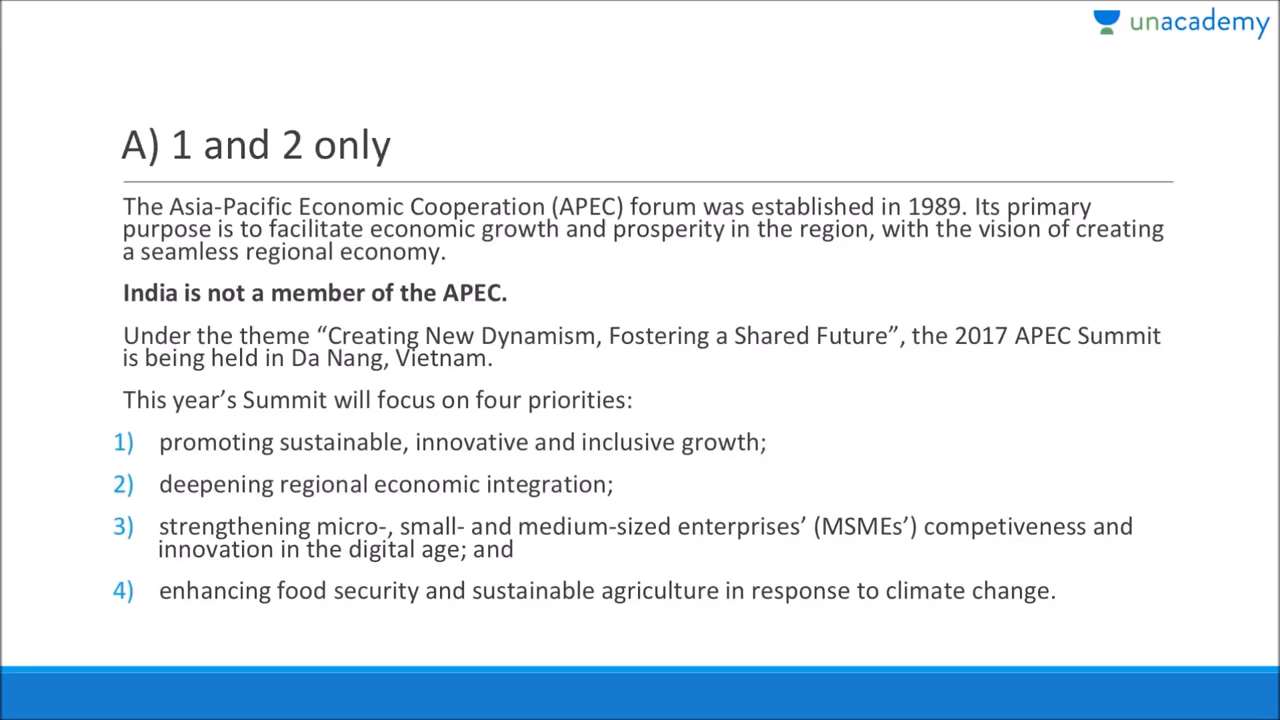 unacademy
A) 1 and 2 only
The Asia-Pacific Economic Cooperation (APEC) forum was established in 1989. Its primary
purpose is to facilitate economic growth and prosperity in the region, with the vision of creating
a seamless regional economy.
India is not a member of the APEC.
Under the theme “Creating New Dynamism, Fostering a Shared Future”, the 2017 APEC Summit
is being held in Da Nang, Vietnam.
This year’s Summit will focus on four priorities:
1) promoting sustainable, innovative and inclusive growth;
2) deepening regional economic integration;
3) strengthening micro-, small- and medium-sized enterprises’ (MSMEs’) competiveness and
innovation in the digital age; and
4) enhancing food security and sustainable agriculture in response to climate change.